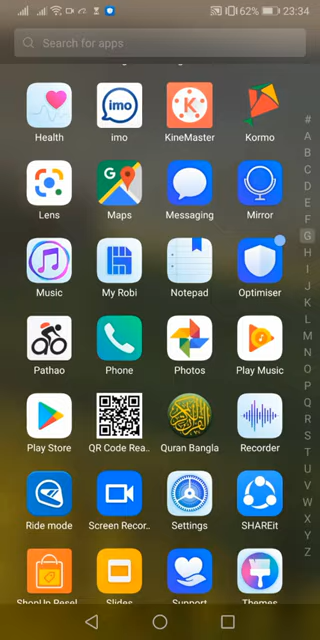 62% 23:34
Search for apps
Health imo KineMaster Kormo
Lens Maps Messaging Mirror
Music My Robi Notepad Optimiser
Pathao Phone Photos Play Music
Play Store QR Code Rea.. Quran Bangla Recorder
Ride mode Screen Recor.. Settings SHAREit
ShopUp Resel Slides Support Themes
#
A
B
C
D
E
F
G
H
I
J
K
L
M
N
O
P
Q
R
S
T
U
V
W
X
Y
Z